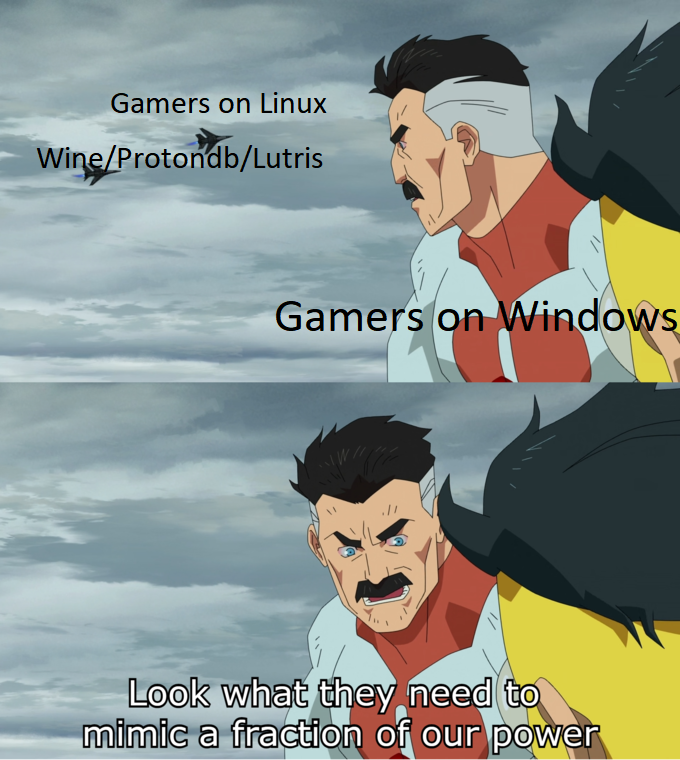 Gamers on Linux
Wine/Protondb/Lutris
Gamers on Windows
Look what they need to
mimic a fraction of our power